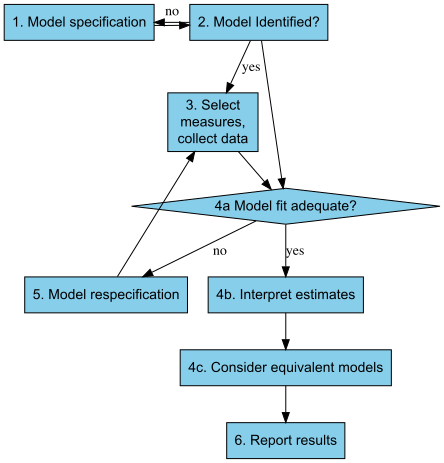 1. Model specification
no
2. Model Identified?
yes
3. Select
measures,
collect data
4a Model fit adequate?
no
yes
5. Model respecification
4b. Interpret estimates
4c. Consider equivalent models
6. Report results